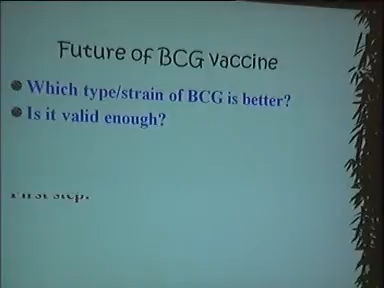 Future of BCG vaccine
Which type/strain of BCG is better?
Is it valid enough?